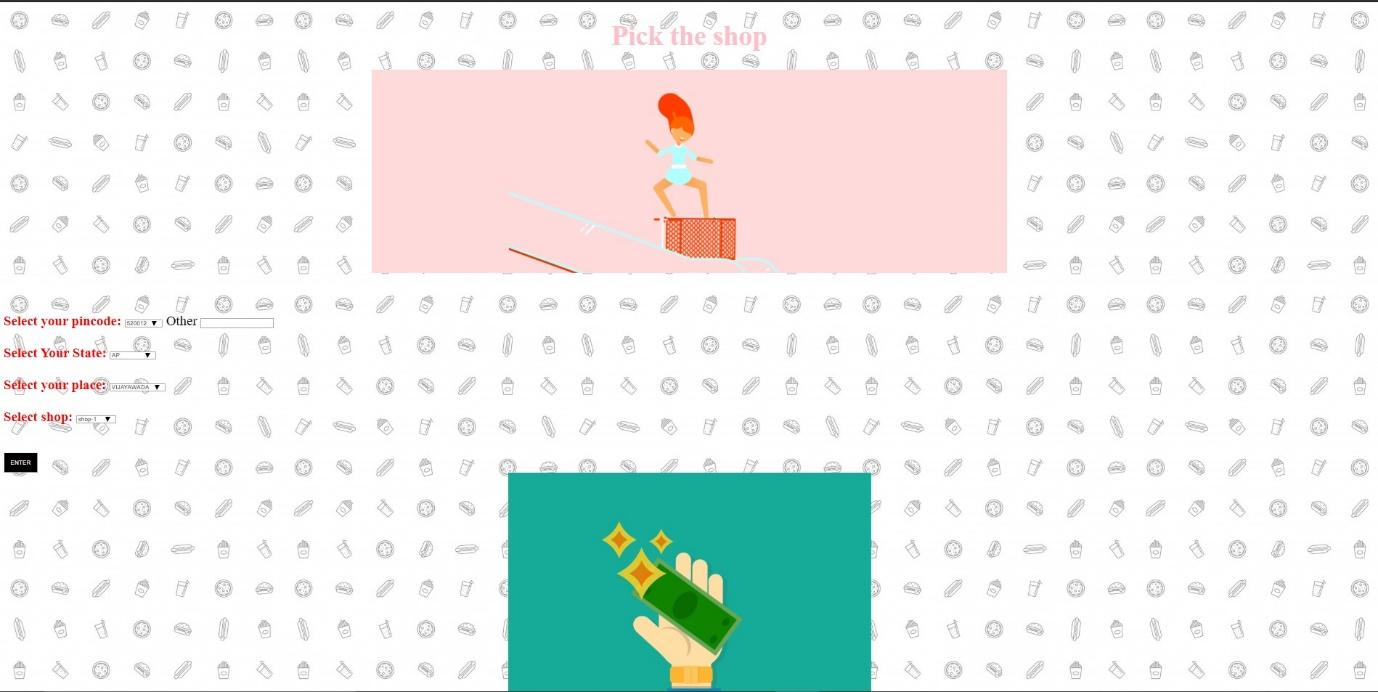 Pick the shop
Select your pincode: 520012 Other
Select Your State: AP
Select your place: VIJAYAWADA
Select shop: shop-1
ENTER